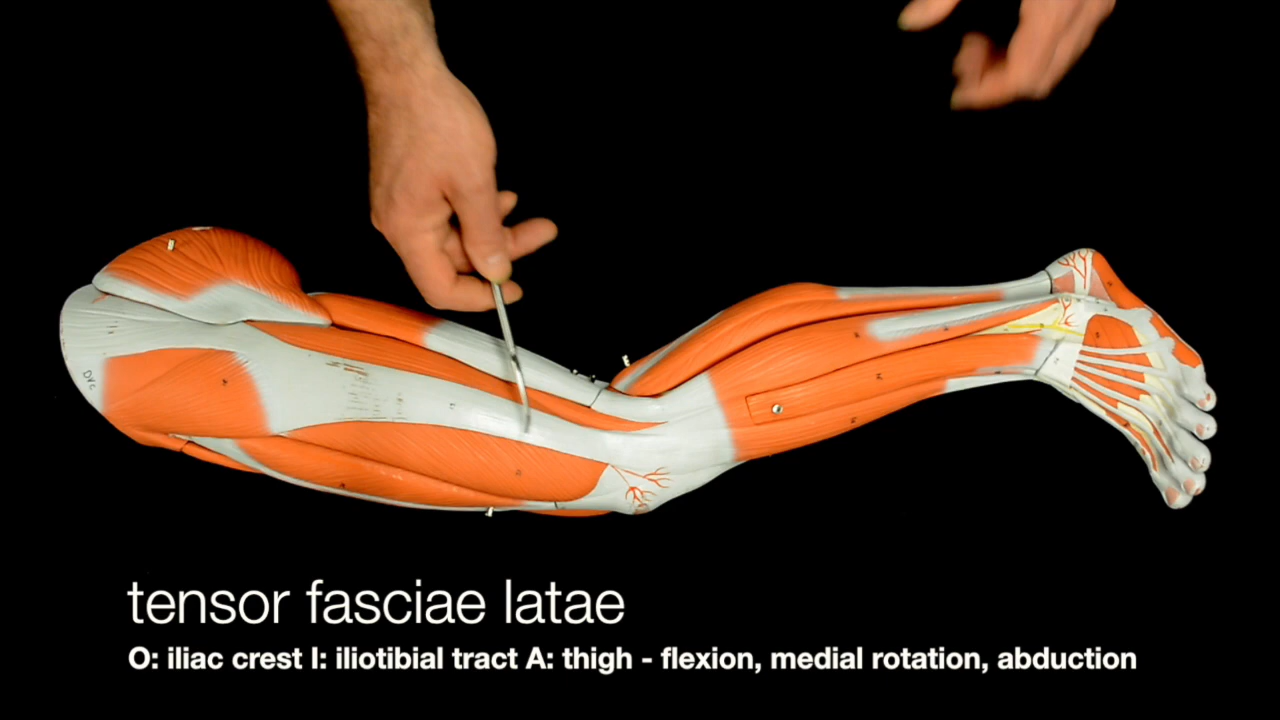 tensor fasciae latae
O: iliac crest I: iliotibial tract A: thigh - flexion, medial rotation, abduction